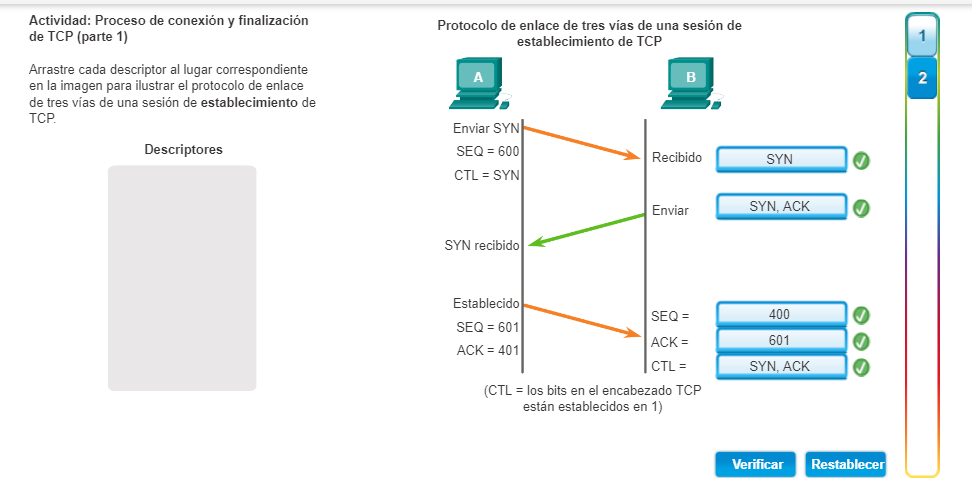 Actividad: Proceso de conexión y finalización
de TCP (parte 1)
Arrastre cada descriptor al lugar correspondiente
en la imagen para ilustrar el protocolo de enlace
de tres vías de una sesión de establecimiento de
TCP.
Descriptores
Protocolo de enlace de tres vías de una sesión de
establecimiento de TCP
A
B
Enviar SYN
SEQ = 600
CTL = SYN
Recibido
SYN
Enviar
SYN, ACK
SYN recibido
Establecido
SEQ = 601
ACK = 401
SEQ =
400
ACK =
601
CTL =
SYN, ACK
(CTL = los bits en el encabezado TCP
están establecidos en 1)
Verificar
Restablecer
1
2